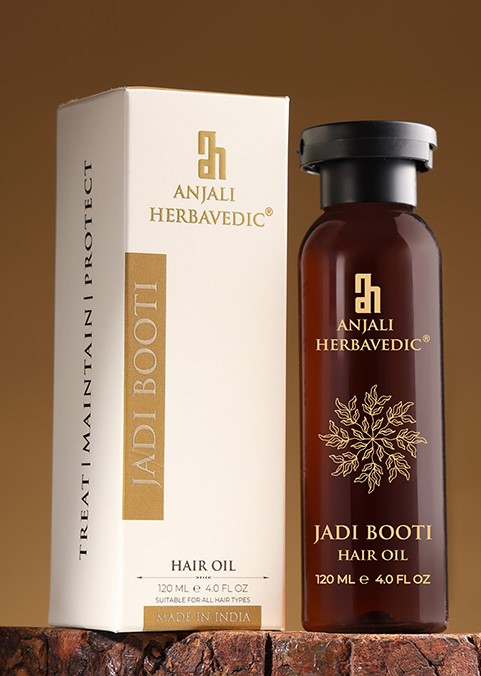 TREAT | MAINTAIN | PROTECT
ANJALI
HERBAVEDIC®
JADI BOOTI
HAIR OIL
120 ML e 4.0 FL OZ
SUITABLE FOR ALL HAIR TYPES
MADE IN INDIA
ANJALI
HERBAVEDIC®
JADI BOOTI
HAIR OIL
120 ML e 4.0 FL OZ